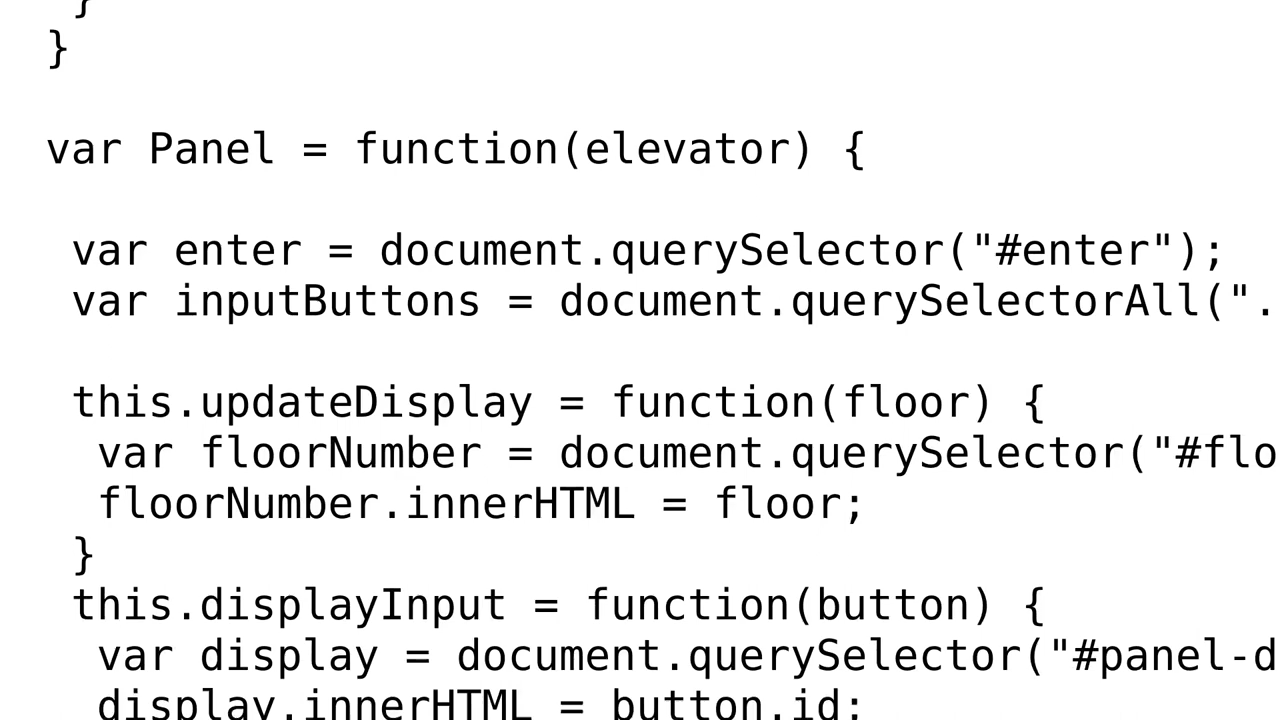 }
}
var Panel = function(elevator) {
var enter = document.querySelector("#enter");
var inputButtons = document.querySelectorAll(".
this.updateDisplay = function(floor) {
var floorNumber = document.querySelector("#flo
floorNumber.innerHTML = floor;
}
this.displayInput = function(button) {
var display = document.querySelector("#panel-d
display.innerHTML = button.id;